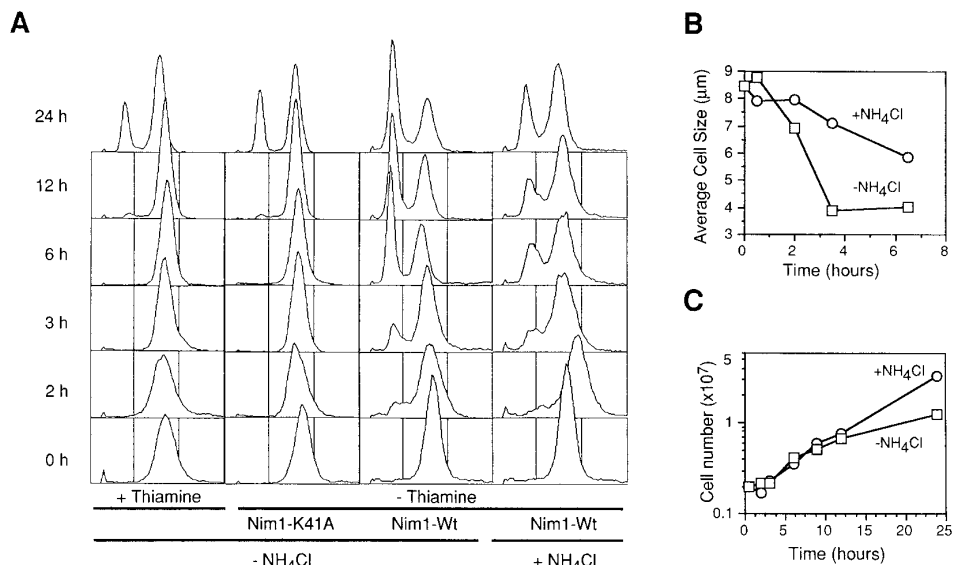 A
24 h
12 h
6 h
3 h
2 h
0 h
+ Thiamine
- Thiamine
Nim1-K41A
Nim1-Wt
Nim1-Wt
- NH4Cl
+ NH4Cl
B
Average Cell Size (μm)
9
8
7
6
5
4
3
+NH4Cl
-NH4Cl
0
2
4
6
8
Time (hours)
C
Cell number (x10⁷)
5
1
0.1
+NH4Cl
-NH4Cl
0
5
10
15
20
25
Time (hours)